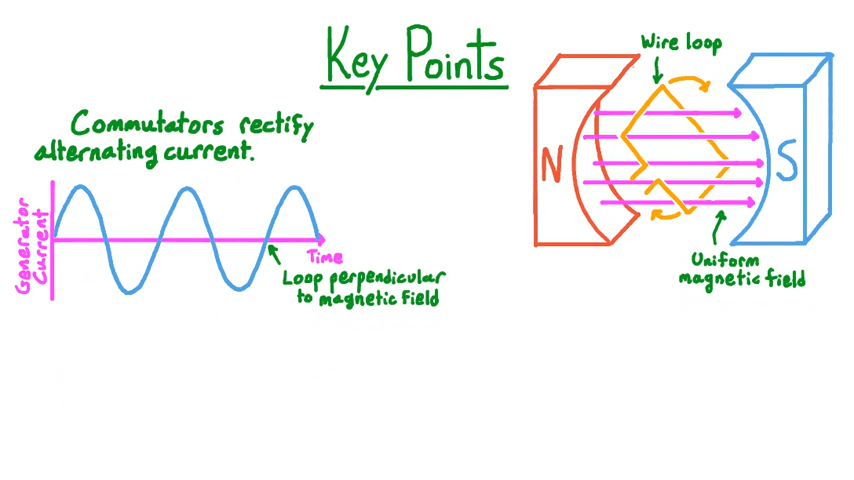 Key Points
Commutators rectify
alternating current.
Generator
Current
Time
Loop perpendicular
to magnetic field
Wire loop
N
S
Uniform
magnetic field